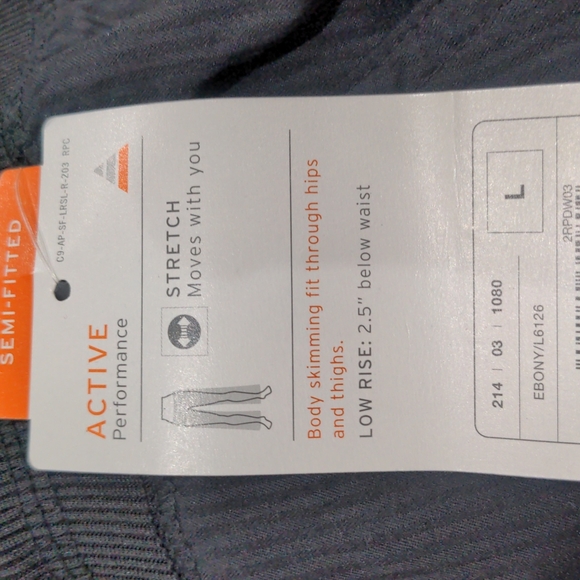 SEMI-FITTED
C9-AP-SF-LRSL-R-203 RPC
ACTIVE
Performance
STRETCH
Moves with you
Body skimming fit through hips
and thighs.
LOW RISE: 2.5" below waist
L
214 | 03 | 1080
EBONY/L6126
2RPDW03